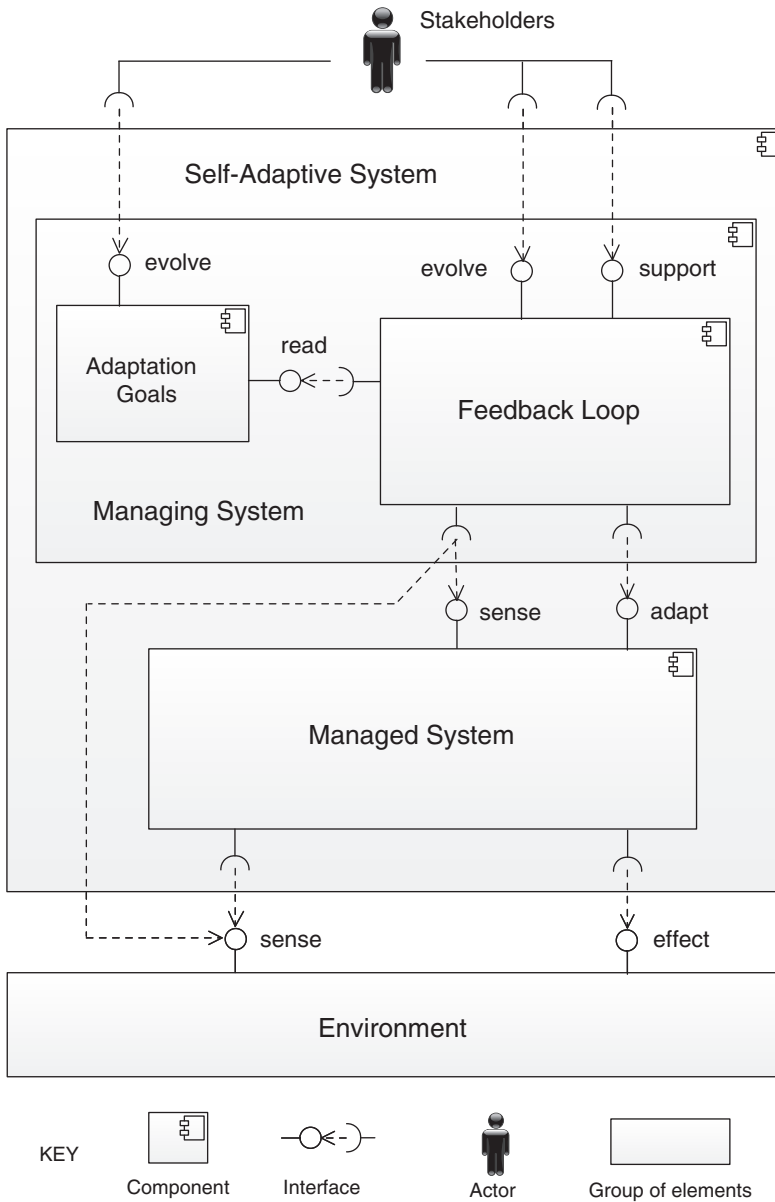 Stakeholders
Self-Adaptive System
evolve
evolve
support
Adaptation
Goals
read
Feedback Loop
Managing System
sense
adapt
Managed System
sense
effect
Environment
KEY
Component
Interface
Actor
Group of elements